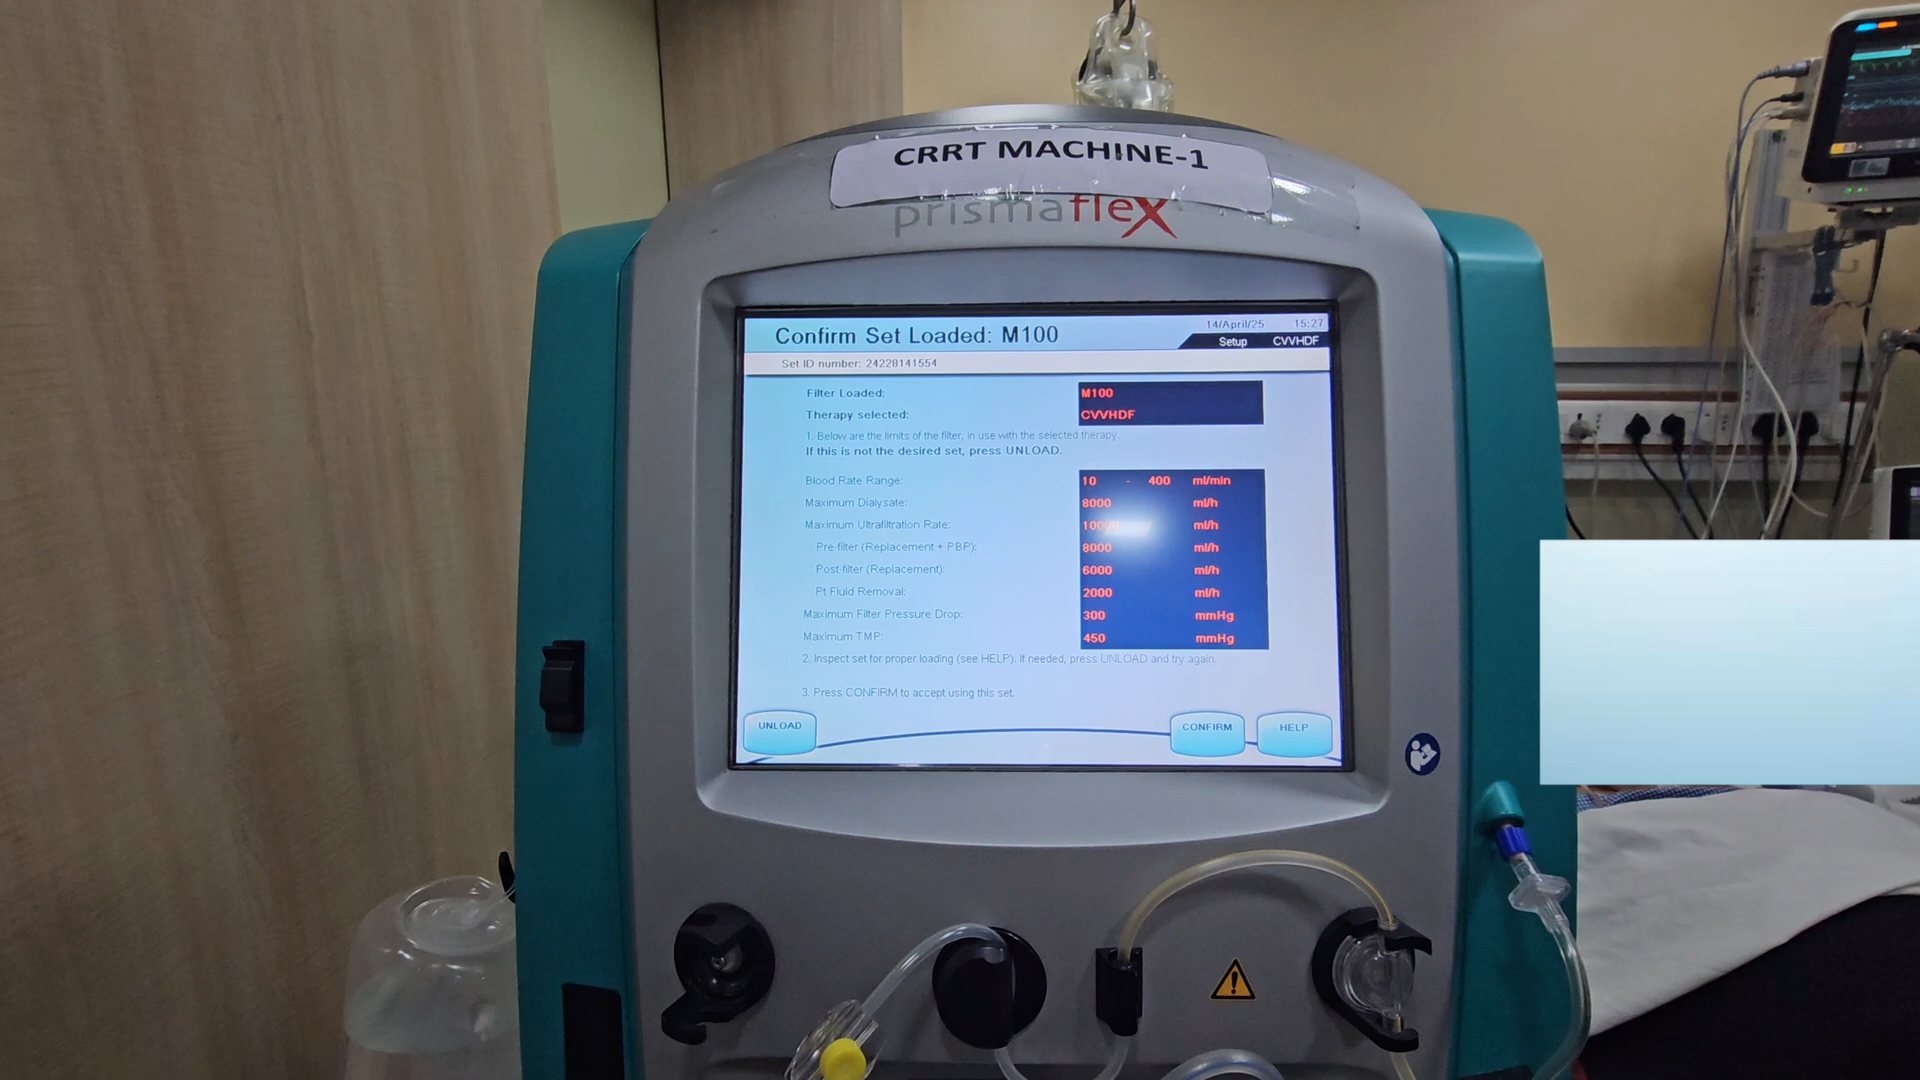 CRRT MACHINE-1
prismaflex
Confirm Set Loaded: M100
14/April/25 15:27
Setup CVVHDF
Set ID number: 24228141554
Filter Loaded: M100
Therapy selected: CVVHDF
1. Below are the limits of the filter, in use with the selected therapy.
If this is not the desired set, press UNLOAD.
Blood Rate Range: 10 - 400 ml/min
Maximum Dialysate: 8000 ml/h
Maximum Ultrafiltration Rate: 10000 ml/h
Pre-filter (Replacement + PBP): 8000 ml/h
Post-filter (Replacement): 6000 ml/h
Pt Fluid Removal: 2000 ml/h
Maximum Filter Pressure Drop: 300 mmHg
Maximum TMP: 450 mmHg
2. Inspect set for proper loading (see HELP). If needed, press UNLOAD and try again.
3. Press CONFIRM to accept using this set.
UNLOAD CONFIRM HELP